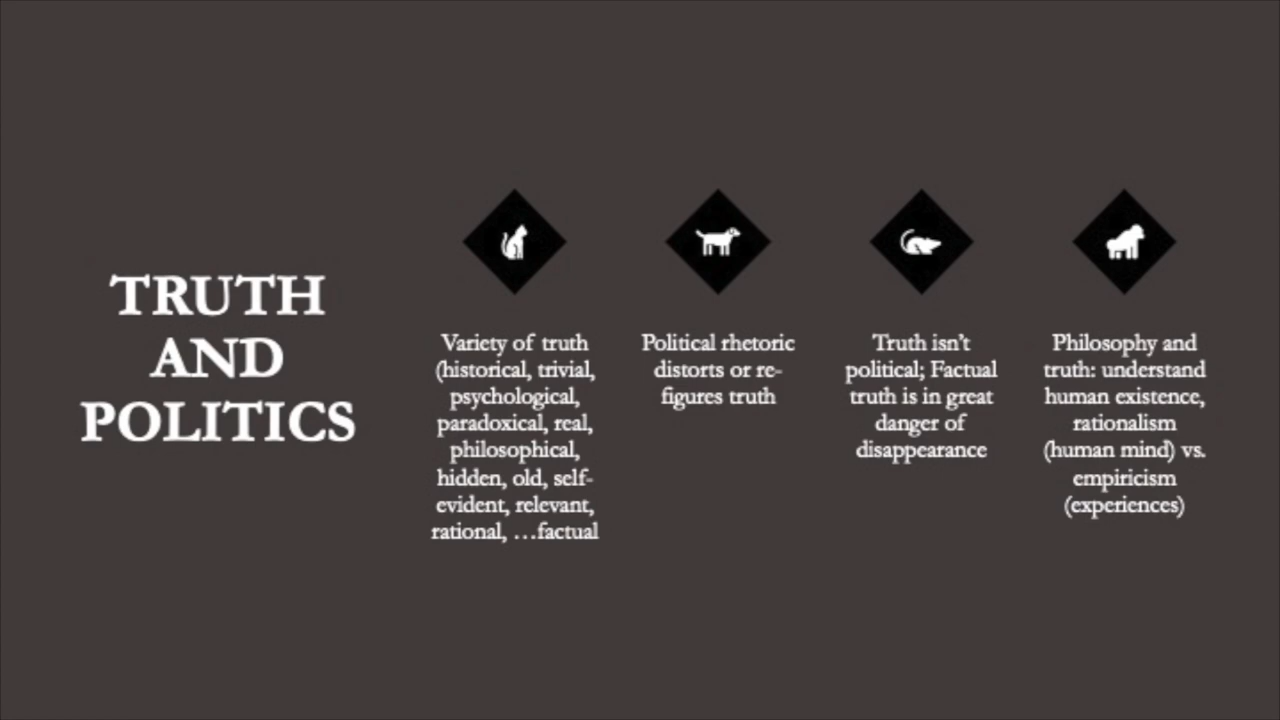 TRUTH
AND
POLITICS
Variety of truth
(historical, trivial,
psychological,
paradoxical, real,
philosophical,
hidden, old, self-
evident, relevant,
rational, …factual
Political rhetoric
distorts or re-
figures truth
Truth isn’t
political; Factual
truth is in great
danger of
disappearance
Philosophy and
truth: understand
human existence,
rationalism
(human mind) vs.
empiricism
(experiences)